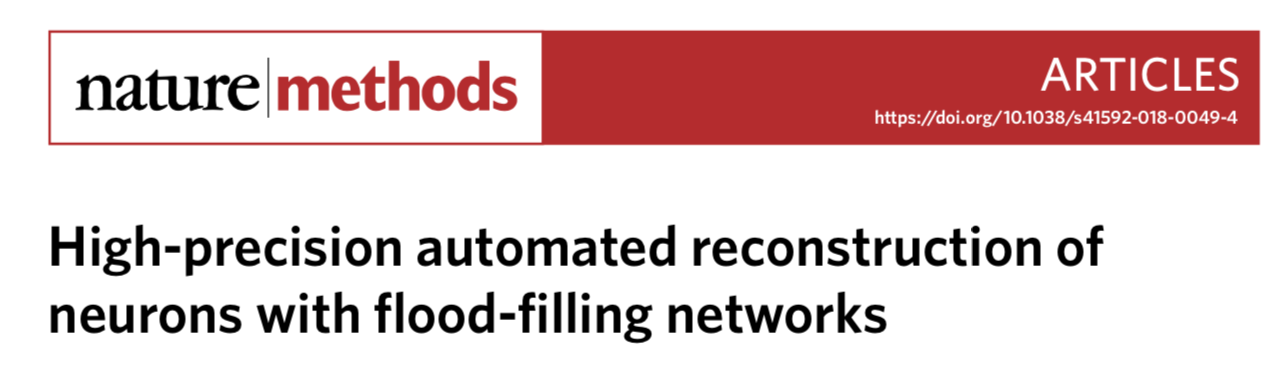 nature methods
ARTICLES
https://doi.org/10.1038/s41592-018-0049-4
High-precision automated reconstruction of
neurons with flood-filling networks